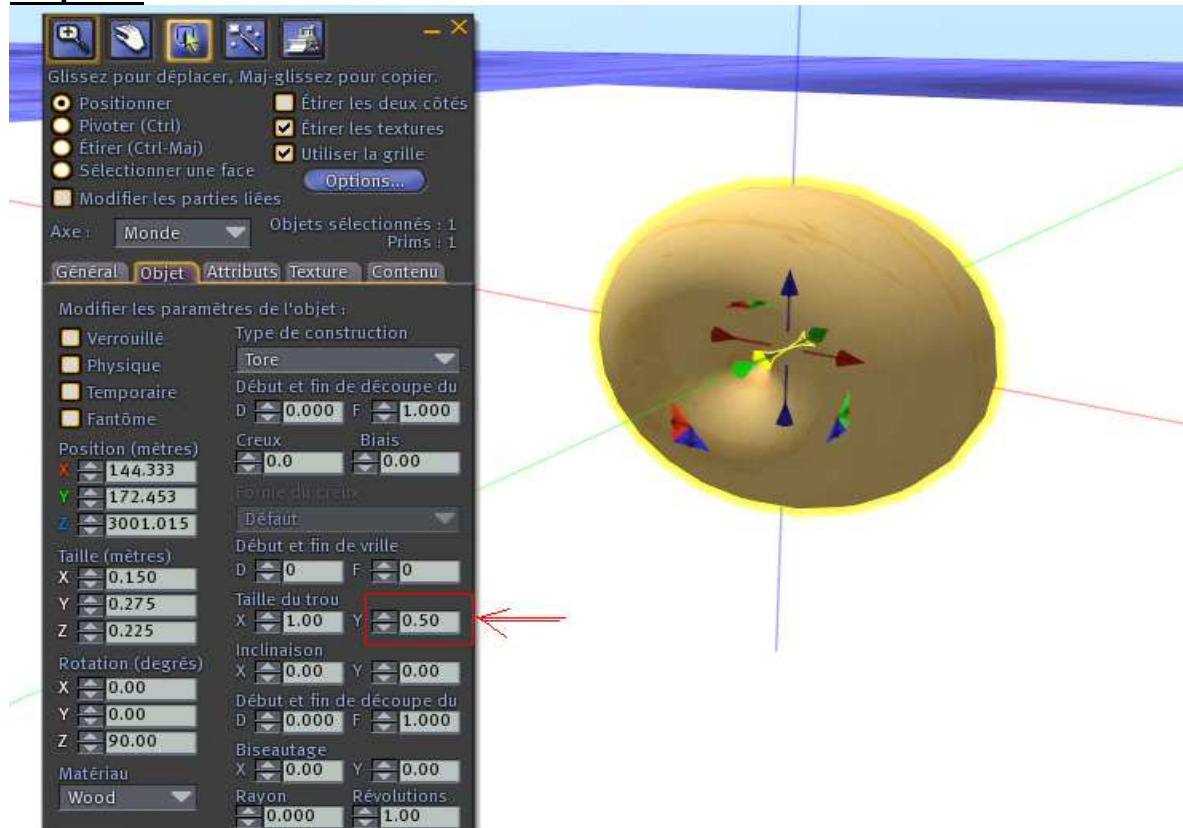 Glissez pour déplacer, Maj-glissez pour copier.
Positionner
Pivoter (Ctrl)
Étirer (Ctrl-Maj)
Sélectionner une face
Modifier les parties liées
Étirer les deux côtés
Étirer les textures
Utiliser la grille
Options...
Axe : Monde
Objets sélectionnés : 1
Prims : 1
Général Objet Attributs Texture Contenu
Modifier les paramètres de l'objet :
Verrouillé
Physique
Temporaire
Fantôme
Position (mètres)
X 144.333
Y 172.453
Z 3001.015
Taille (mètres)
X 0.150
Y 0.275
Z 0.225
Rotation (degrés)
X 0.00
Y 0.00
Z 90.00
Matériau
Wood
Type de construction
Tore
Début et fin de découpe du
D 0.000 F 1.000
Creux Biais
0.0 0.00
Forme du creux
Défaut
Début et fin de vrille
D 0 F 0
Taille du trou
X 1.00 Y 0.50
Inclinaison
X 0.00 Y 0.00
Début et fin de découpe du
D 0.000 F 1.000
Biseautage
X 0.00 Y 0.00
Rayon Révolutions
0.000 1.00